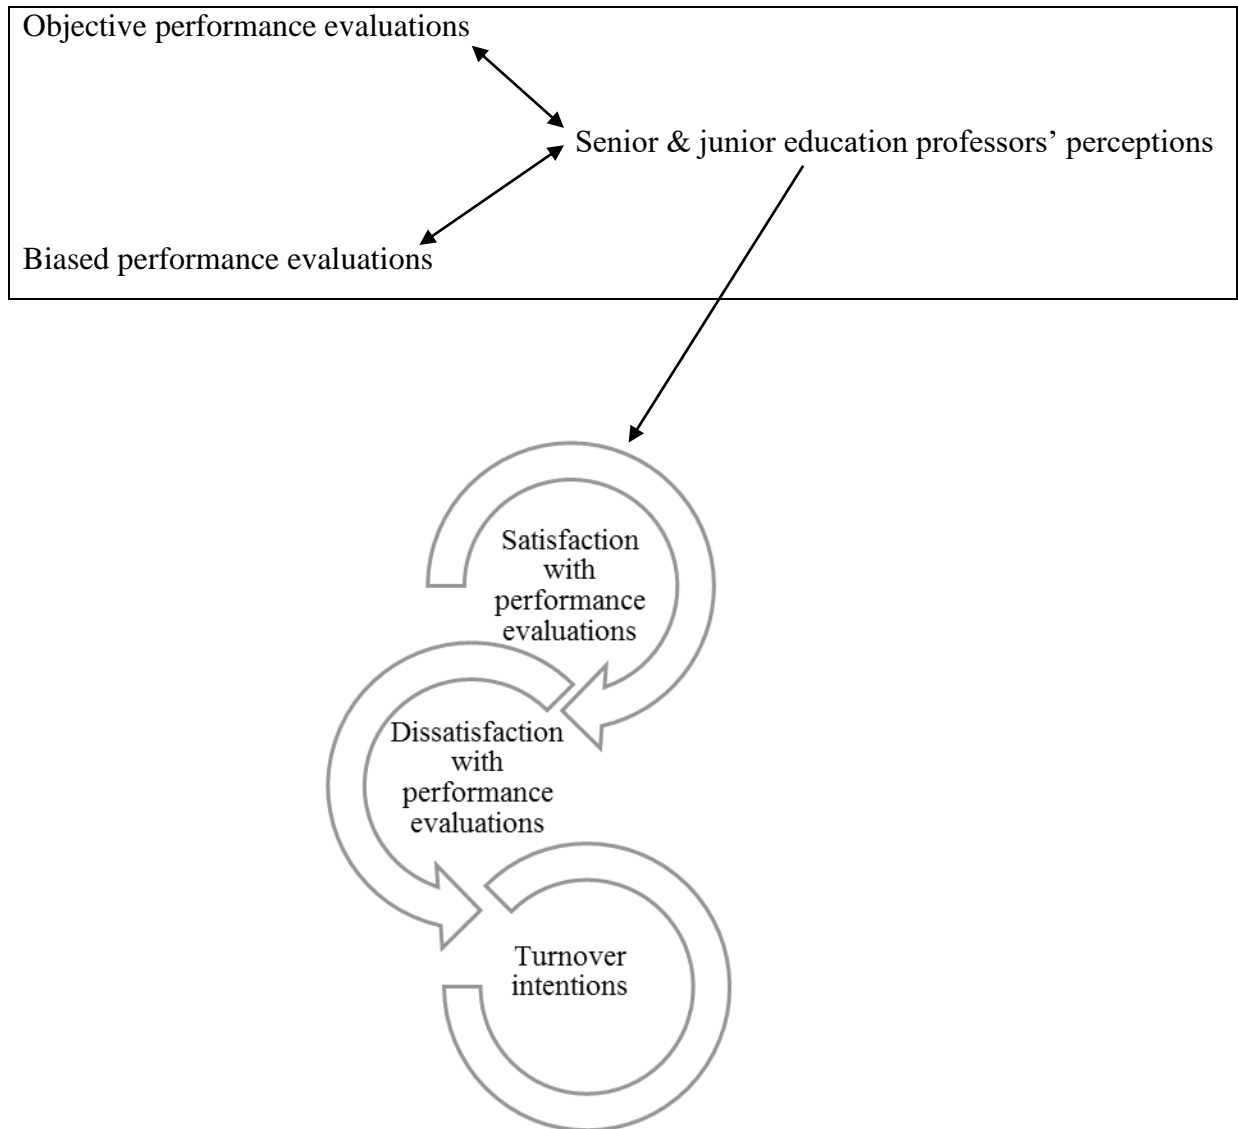 Objective performance evaluations
Senior & junior education professors’ perceptions
Biased performance evaluations
Satisfaction
with
performance
evaluations
Dissatisfaction
with
performance
evaluations
Turnover
intentions